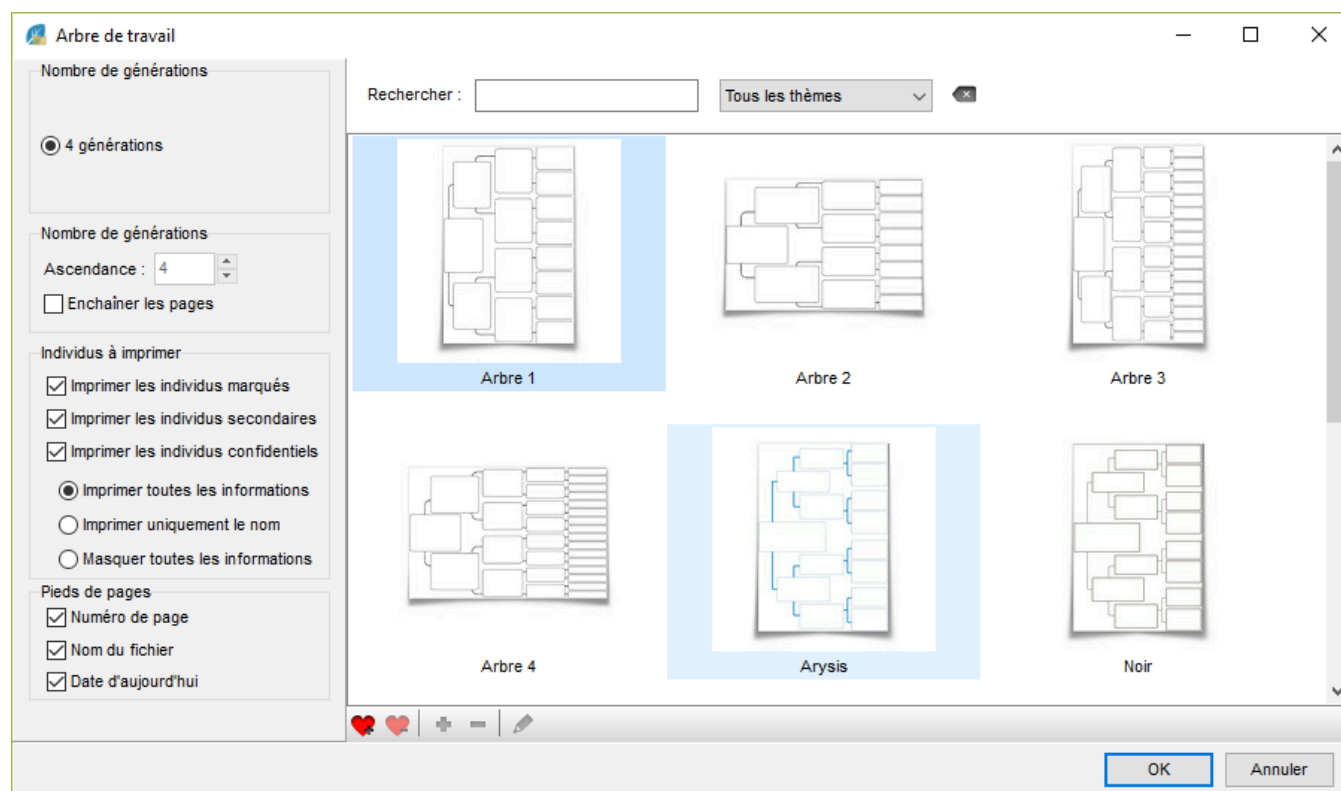 Arbre de travail
Nombre de générations
4 générations
Nombre de générations
Ascendance : 4
Enchaîner les pages
Individus à imprimer
Imprimer les individus marqués
Imprimer les individus secondaires
Imprimer les individus confidentiels
Imprimer toutes les informations
Imprimer uniquement le nom
Masquer toutes les informations
Pieds de pages
Numéro de page
Nom du fichier
Date d'aujourd'hui
Rechercher : Tous les thèmes
Arbre 1 Arbre 2 Arbre 3
Arbre 4 Arysis Noir
OK Annuler